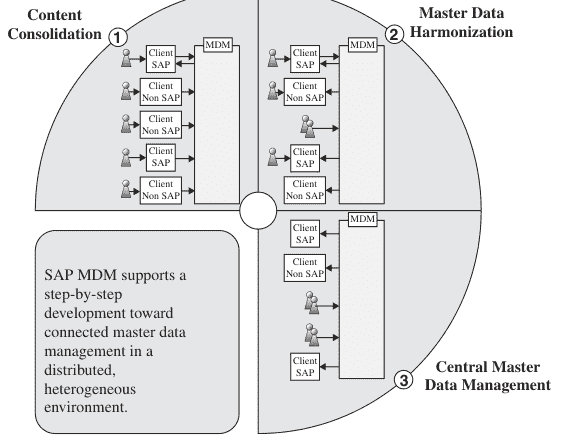 Content
Consolidation
1
MDM
Client
SAP
Client
Non SAP
Client
Non SAP
Client
SAP
Client
Non SAP
Master Data
Harmonization
2
MDM
Client
SAP
Client
Non SAP
Client
SAP
Client
Non SAP
SAP MDM supports a
step-by-step
development toward
connected master data
management in a
distributed,
heterogeneous
environment.
MDM
Client
SAP
Client
Non SAP
Client
SAP
3
Central Master
Data Management